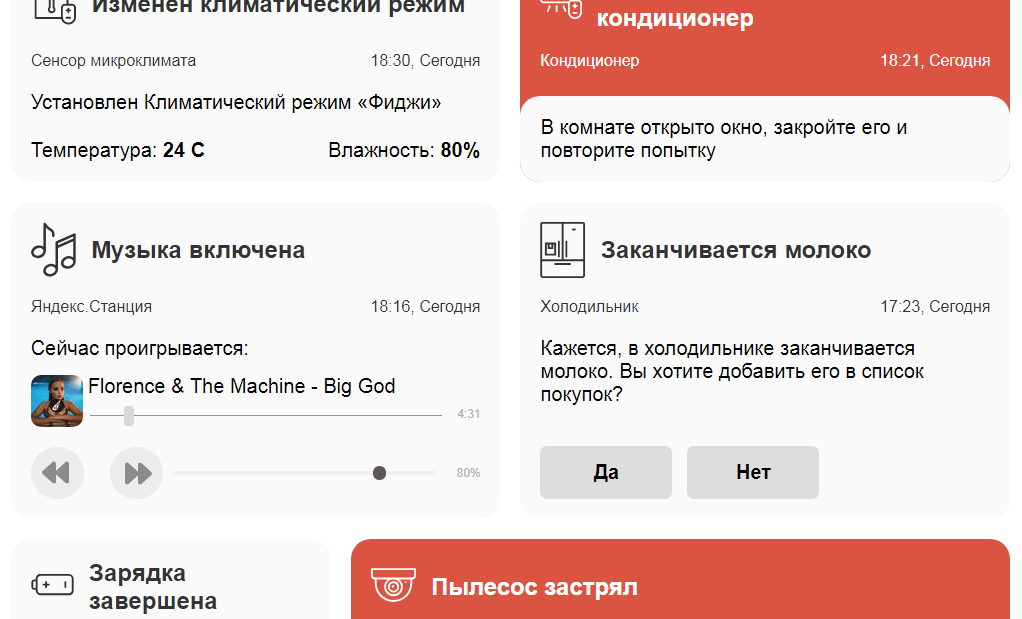 Изменен климатический режим
Сенсор микроклимата
18:30, Сегодня
Установлен Климатический режим «Фиджи»
Температура: 24 C
Влажность: 80%
кондиционер
Кондиционер
18:21, Сегодня
В комнате открыто окно, закройте его и
повторите попытку
Музыка включена
Яндекс.Станция
18:16, Сегодня
Сейчас проигрывается:
Florence & The Machine - Big God
4:31
80%
Заканчивается молоко
Холодильник
17:23, Сегодня
Кажется, в холодильнике заканчивается
молоко. Вы хотите добавить его в список
покупок?
Да
Нет
Зарядка
завершена
Пылесос застрял